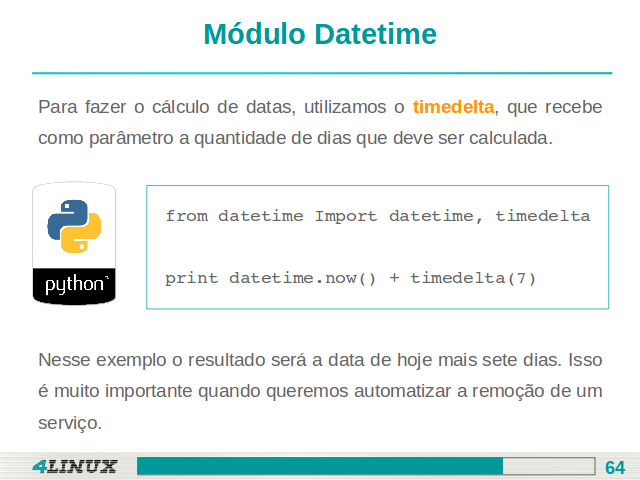 Módulo Datetime
Para fazer o cálculo de datas, utilizamos o timedelta, que recebe
como parâmetro a quantidade de dias que deve ser calculada.
python
from datetime Import datetime, timedelta
print datetime.now() + timedelta(7)
Nesse exemplo o resultado será a data de hoje mais sete dias. Isso
é muito importante quando queremos automatizar a remoção de um
serviço.
4LINUX
64